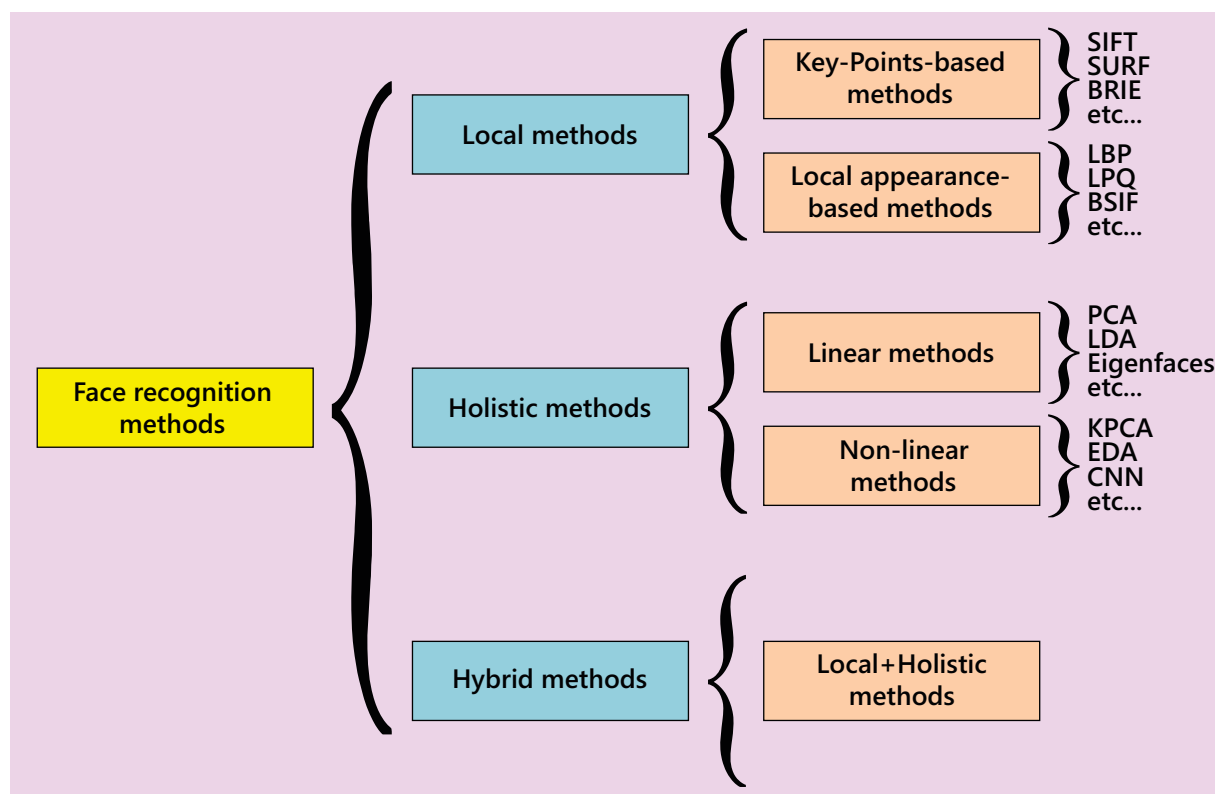 Face recognition
methods
Local methods
Key-Points-based
methods
SIFT
SURF
BRIE
etc...
Local appearance-
based methods
LBP
LPQ
BSIF
etc...
Holistic methods
Linear methods
PCA
LDA
Eigenfaces
etc...
Non-linear
methods
KPCA
EDA
CNN
etc...
Hybrid methods
Local+Holistic
methods